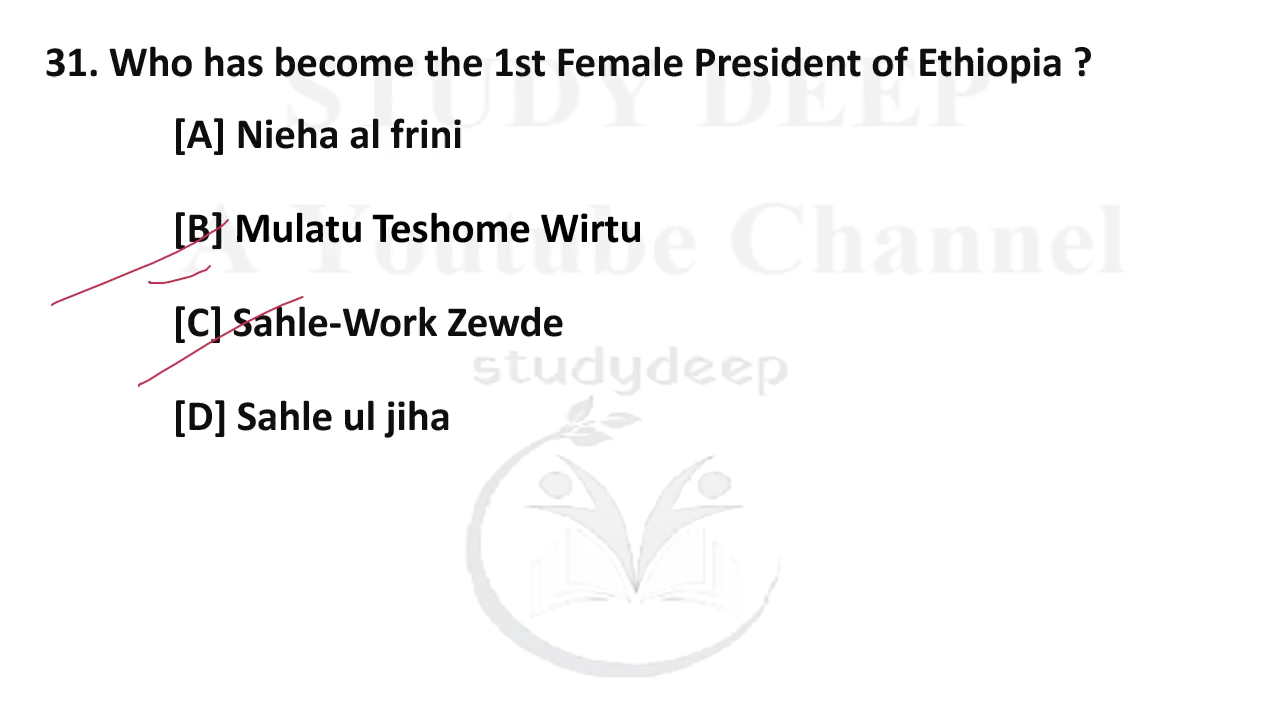 31. Who has become the 1st Female President of Ethiopia ?
STUDY DEEP
[A] Nieha al frini
[B] Mulatu Teshome Wirtu
A Youtube Channel
[C] Sahle-Work Zewde
studydeep
[D] Sahle ul jiha